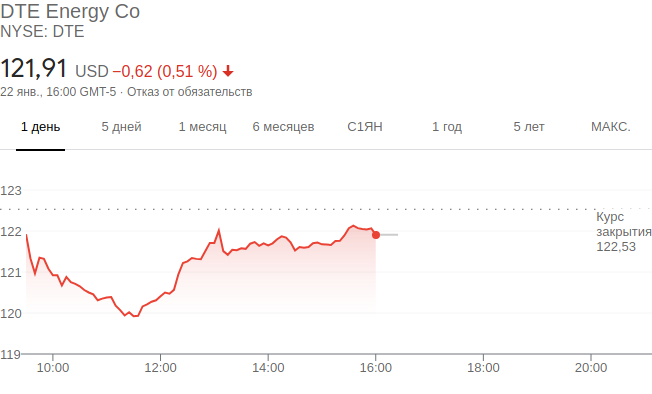 DTE Energy Co
NYSE: DTE
121,91 USD −0,62 (0,51 %)
22 янв., 16:00 GMT-5 · Отказ от обязательств
1 день 5 дней 1 месяц 6 месяцев С1ЯН 1 год 5 лет МАКС.
123
Курс
закрытия
122,53
122
121
120
119
10:00 12:00 14:00 16:00 18:00 20:00